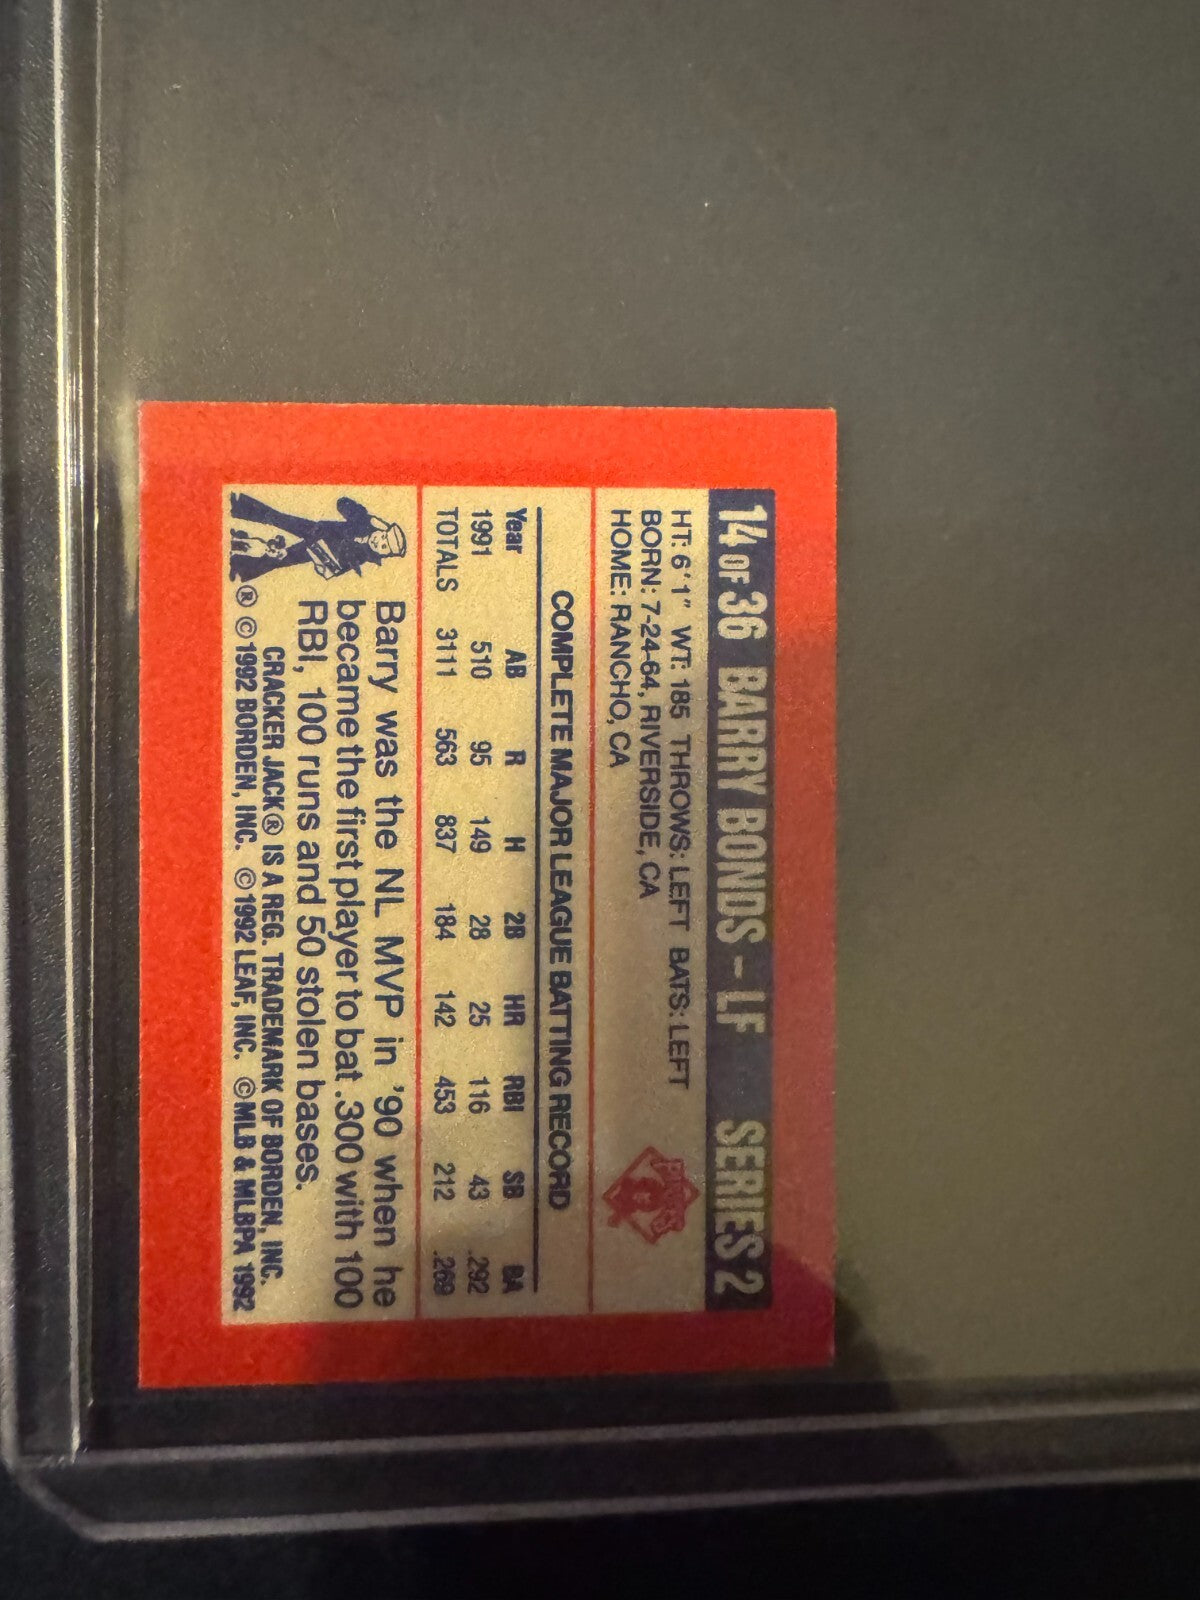 14 OF 36 BARRY BONDS - LF SERIES 2
HT: 6'1" WT: 185 THROWS: LEFT BATS: LEFT
BORN: 7-24-64, RIVERSIDE, CA
HOME: RANCHO, CA
PIRATES
COMPLETE MAJOR LEAGUE BATTING RECORD
Year AB R H 2B HR RBI SB BA
1991 510 95 149 28 25 116 43 .292
TOTALS 3111 563 837 184 142 453 212 .269
Barry was the NL MVP in '90 when he
became the first player to bat .300 with 100
RBI, 100 runs and 50 stolen bases.
CRACKER JACK® IS A REG. TRADEMARK OF BORDEN, INC.
® ©1992 BORDEN, INC. ©1992 LEAF, INC. ©MLB & MLBPA 1992